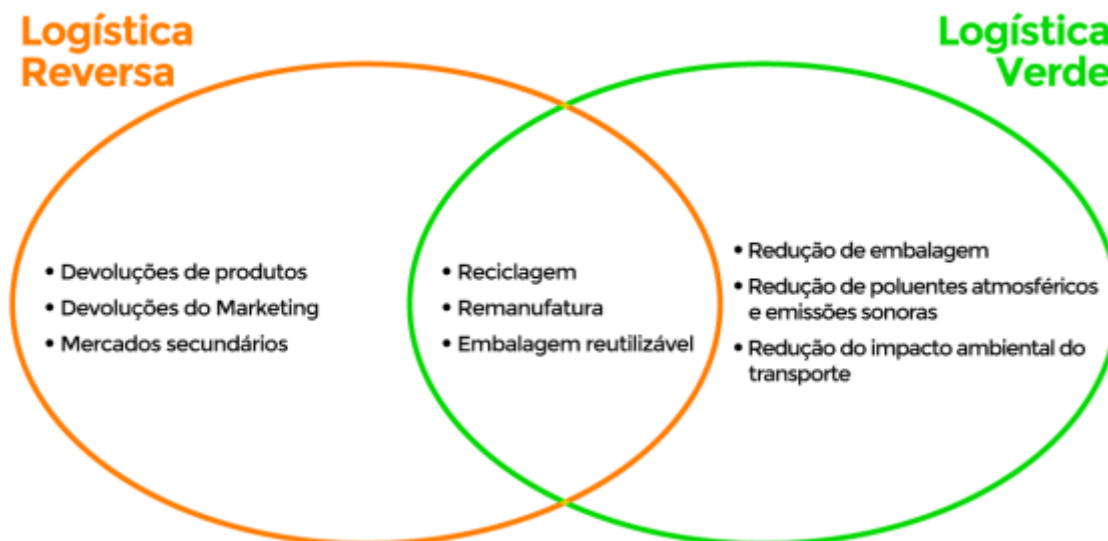 Logística
Reversa
Logística
Verde
• Devoluções de produtos
• Devoluções do Marketing
• Mercados secundários
• Reciclagem
• Remanufatura
• Embalagem reutilizável
• Redução de embalagem
• Redução de poluentes atmosféricos
e emissões sonoras
• Redução do impacto ambiental do
transporte